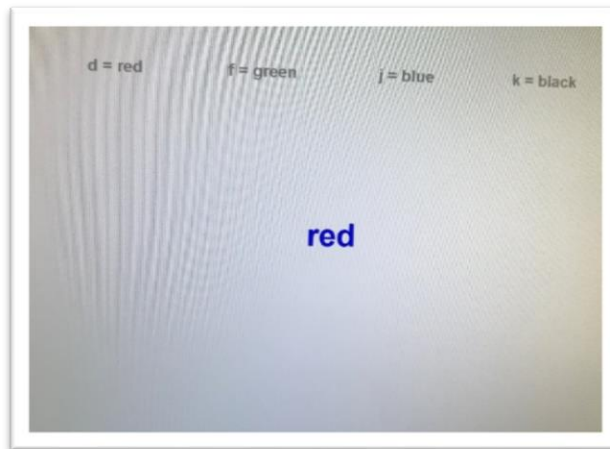 d = red f = green j = blue k = black
red